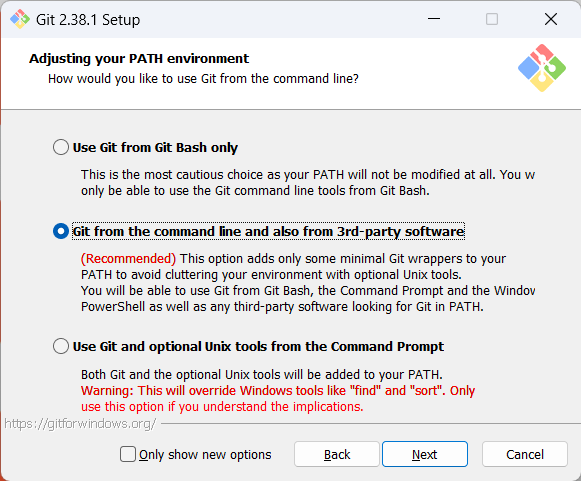 Git 2.38.1 Setup
Adjusting your PATH environment
How would you like to use Git from the command line?
Use Git from Git Bash only
This is the most cautious choice as your PATH will not be modified at all. You w
only be able to use the Git command line tools from Git Bash.
Git from the command line and also from 3rd-party software
(Recommended) This option adds only some minimal Git wrappers to your
PATH to avoid cluttering your environment with optional Unix tools.
You will be able to use Git from Git Bash, the Command Prompt and the Window
PowerShell as well as any third-party software looking for Git in PATH.
Use Git and optional Unix tools from the Command Prompt
Both Git and the optional Unix tools will be added to your PATH.
Warning: This will override Windows tools like "find" and "sort". Only
use this option if you understand the implications.
https://gitforwindows.org/
Only show new options
Back
Next
Cancel